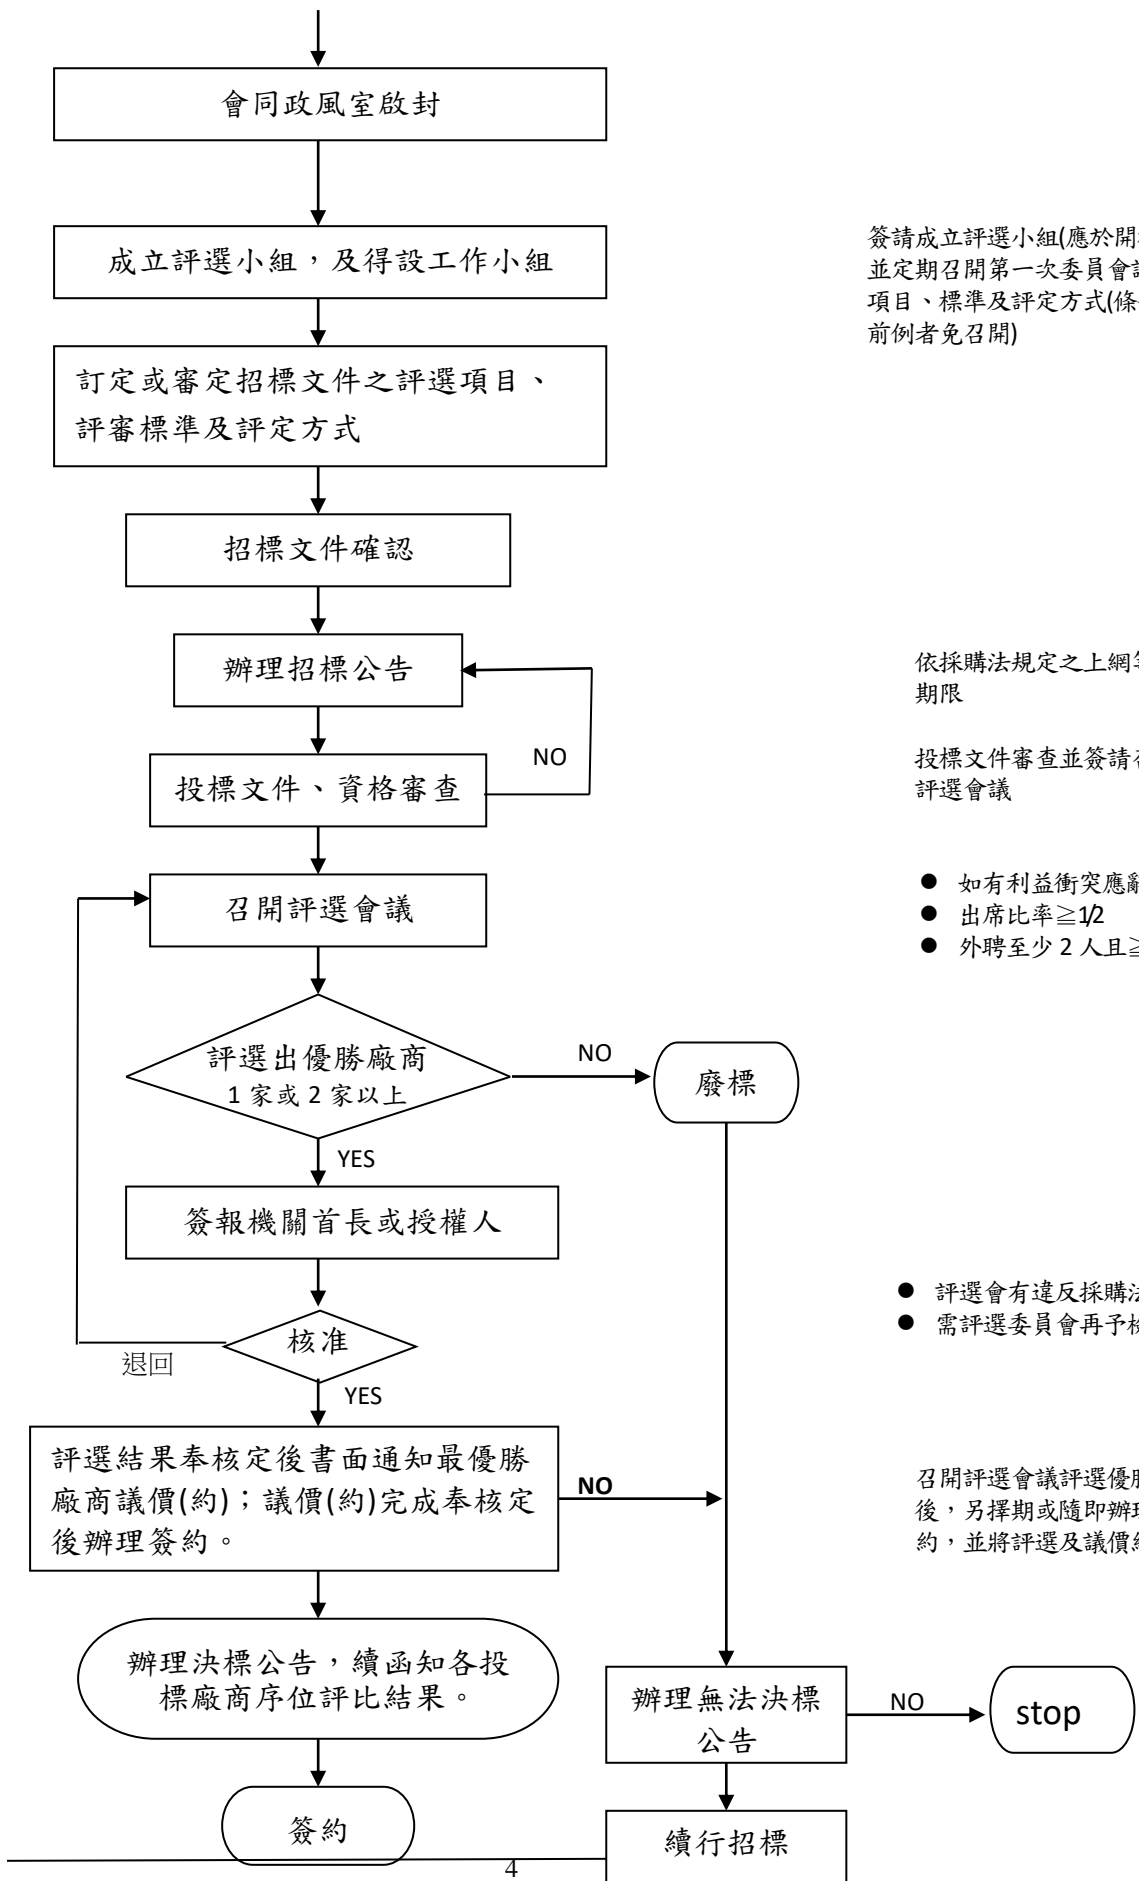 會同政風室啟封
成立評選小組，及得設工作小組
簽請成立評選小組(應於開
並定期召開第一次委員會
項目、標準及評定方式(條
前例者免召開)
訂定或審定招標文件之評選項目、
評審標準及評定方式
招標文件確認
辦理招標公告
依採購法規定之上網
期限
NO
投標文件、資格審查
投標文件審查並簽請
評選會議
召開評選會議
● 如有利益衝突應
● 出席比率≧1/2
● 外聘至少 2 人且≧
評選出優勝廠商
1 家或 2 家以上
NO
廢標
YES
簽報機關首長或授權人
● 評選會有違反採購法
● 需評選委員會再予檢
核准
退回
YES
評選結果奉核定後書面通知最優勝
廠商議價(約)；議價(約)完成奉核定
後辦理簽約。
NO
召開評選會議評選優勝
後，另擇期或隨即辦理
約，並將評選及議價結
辦理決標公告，續函知各投
標廠商序位評比結果。
辦理無法決標
公告
NO
stop
簽約
續行招標
4